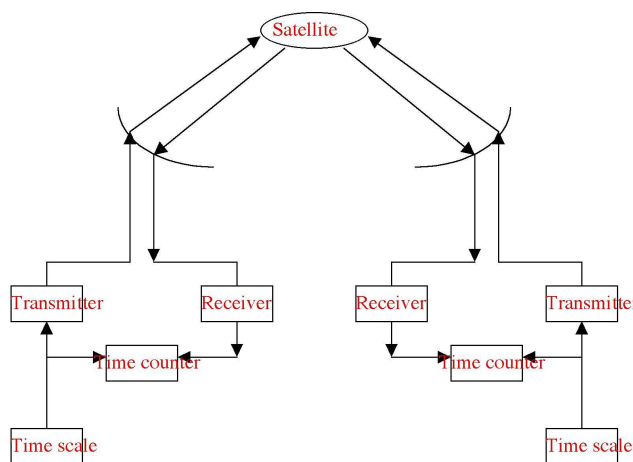 Satellite
Transmitter
Receiver
Receiver
Transmitter
Time counter
Time counter
Time scale
Time scale